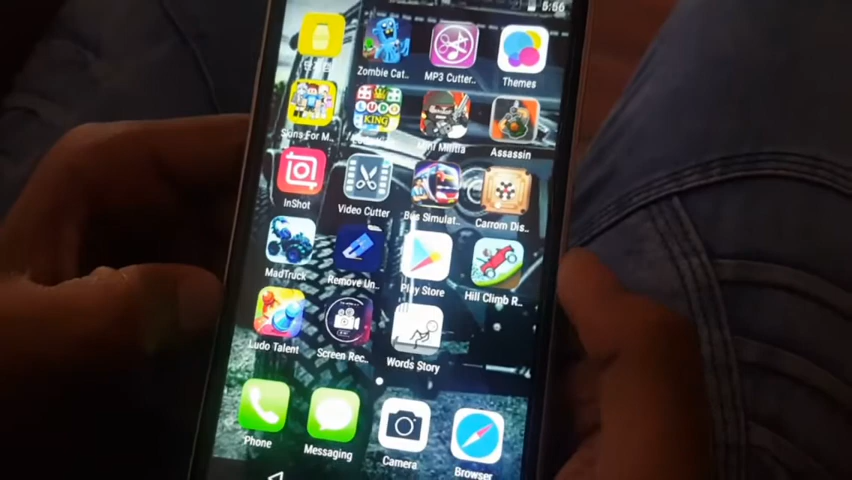 5:56
Zombie Cat..
MP3 Cutter..
Themes
Skins For M..
LUDO
KING
Mini Militia
Assassin
InShot
Video Cutter
Bus Simulat..
Carrom Dis..
MadTruck
Remove Un..
Play Store
Hill Climb R..
Ludo Talent
Screen Rec..
Words Story
Phone
Messaging
Camera
Browser